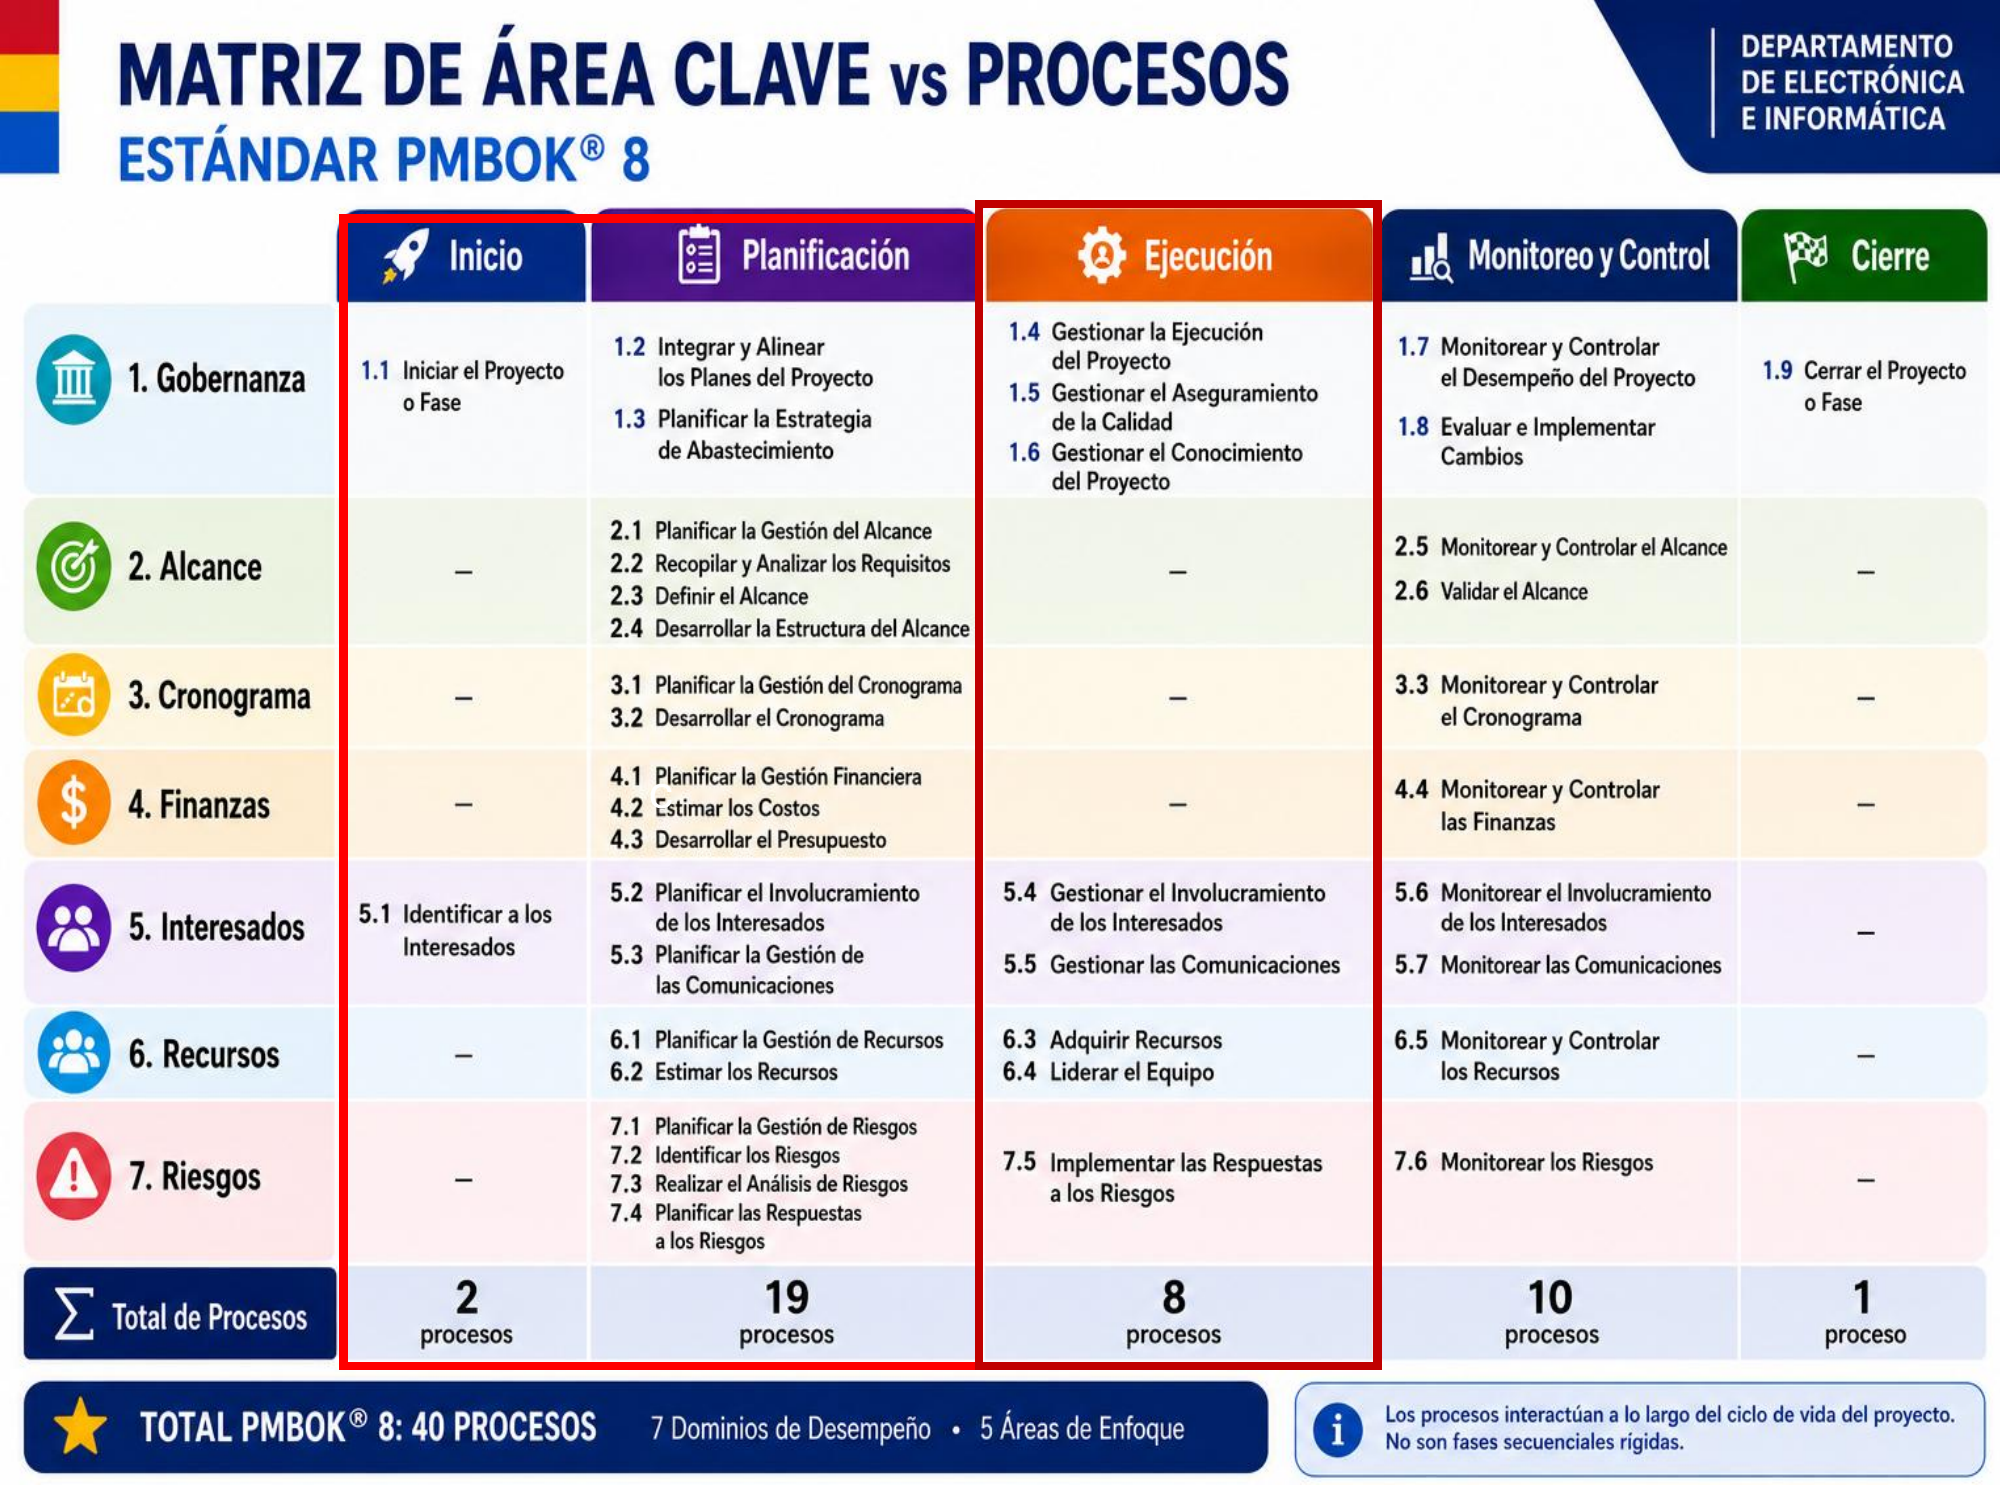 MATRIZ DE ÁREA CLAVE vs PROCESOS
ESTÁNDAR PMBOK® 8
DEPARTAMENTO
DE ELECTRÓNICA
E INFORMÁTICA
Inicio
Planificación
Ejecución
Monitoreo y Control
Cierre
1. Gobernanza
1.1 Iniciar el Proyecto
o Fase
1.2 Integrar y Alinear
los Planes del Proyecto
1.3 Planificar la Estrategia
de Abastecimiento
1.4 Gestionar la Ejecución
del Proyecto
1.5 Gestionar el Aseguramiento
de la Calidad
1.6 Gestionar el Conocimiento
del Proyecto
1.7 Monitorear y Controlar
el Desempeño del Proyecto
1.8 Evaluar e Implementar
Cambios
1.9 Cerrar el Proyecto
o Fase
2. Alcance
–
2.1 Planificar la Gestión del Alcance
2.2 Recopilar y Analizar los Requisitos
2.3 Definir el Alcance
2.4 Desarrollar la Estructura del Alcance
–
2.5 Monitorear y Controlar el Alcance
2.6 Validar el Alcance
–
3. Cronograma
–
3.1 Planificar la Gestión del Cronograma
3.2 Desarrollar el Cronograma
–
3.3 Monitorear y Controlar
el Cronograma
–
4. Finanzas
–
4.1 Planificar la Gestión Financiera
4.2 Estimar los Costos
4.3 Desarrollar el Presupuesto
–
4.4 Monitorear y Controlar
las Finanzas
–
5. Interesados
5.1 Identificar a los
Interesados
5.2 Planificar el Involucramiento
de los Interesados
5.3 Planificar la Gestión de
las Comunicaciones
5.4 Gestionar el Involucramiento
de los Interesados
5.5 Gestionar las Comunicaciones
5.6 Monitorear el Involucramiento
de los Interesados
5.7 Monitorear las Comunicaciones
–
6. Recursos
–
6.1 Planificar la Gestión de Recursos
6.2 Estimar los Recursos
6.3 Adquirir Recursos
6.4 Liderar el Equipo
6.5 Monitorear y Controlar
los Recursos
–
7. Riesgos
–
7.1 Planificar la Gestión de Riesgos
7.2 Identificar los Riesgos
7.3 Realizar el Análisis de Riesgos
7.4 Planificar las Respuestas
a los Riesgos
7.5 Implementar las Respuestas
a los Riesgos
7.6 Monitorear los Riesgos
–
Σ Total de Procesos
2
procesos
19
procesos
8
procesos
10
procesos
1
proceso
TOTAL PMBOK® 8: 40 PROCESOS
7 Dominios de Desempeño • 5 Áreas de Enfoque
Los procesos interactúan a lo largo del ciclo de vida del proyecto.
No son fases secuenciales rígidas.